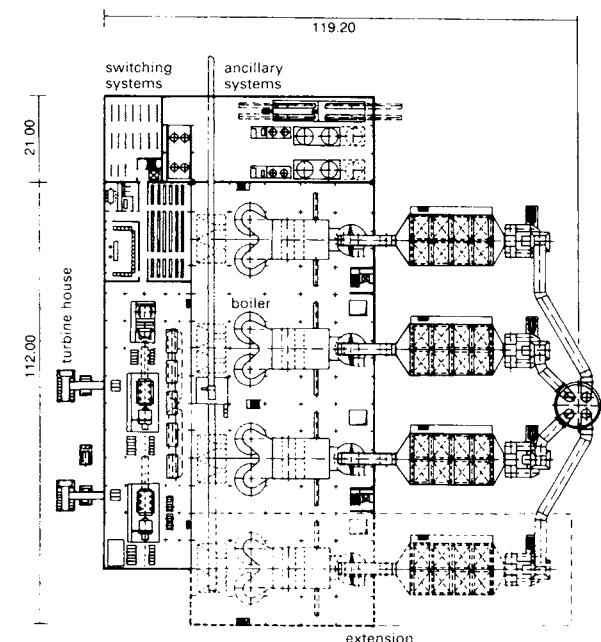 119.20
switching
systems
ancillary
systems
21.00
turbine house
boiler
112.00
extension